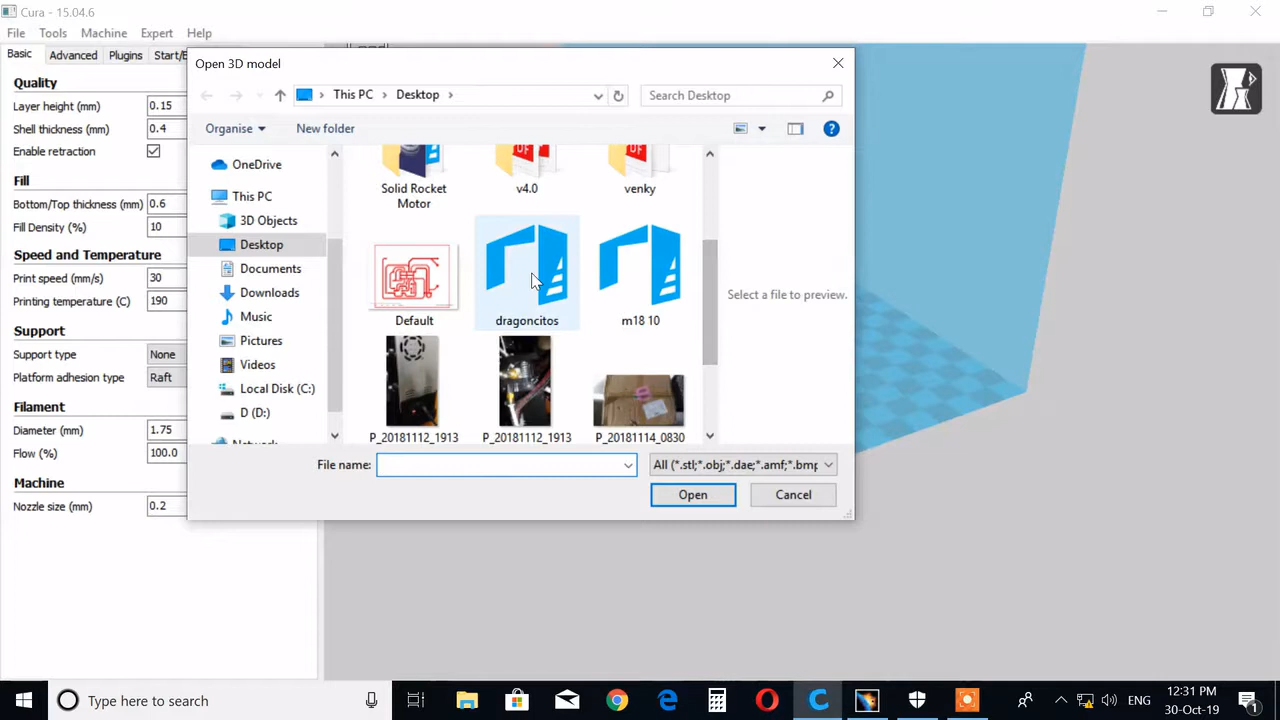 Cura - 15.04.6
File Tools Machine Expert Help
Basic Advanced Plugins Start/E
Quality
Layer height (mm) 0.15
Shell thickness (mm) 0.4
Enable retraction
Fill
Bottom/Top thickness (mm) 0.6
Fill Density (%) 10
Speed and Temperature
Print speed (mm/s) 30
Printing temperature (C) 190
Support
Support type None
Platform adhesion type Raft
Filament
Diameter (mm) 1.75
Flow (%) 100.0
Machine
Nozzle size (mm) 0.2
Open 3D model
This PC Desktop
Search Desktop
Organise New folder
OneDrive
This PC
3D Objects
Desktop
Documents
Downloads
Music
Pictures
Videos
Local Disk (C:)
D (D:)
Solid Rocket
Motor
v4.0
venky
Default
dragoncitos
m18 10
P_20181112_1913
P_20181112_1913
P_20181114_0830
Select a file to preview.
File name:
All (*.stl;*.obj;*.dae;*.amf;*.bmp
Open Cancel
Type here to search
ENG
12:31 PM
30-Oct-19
1